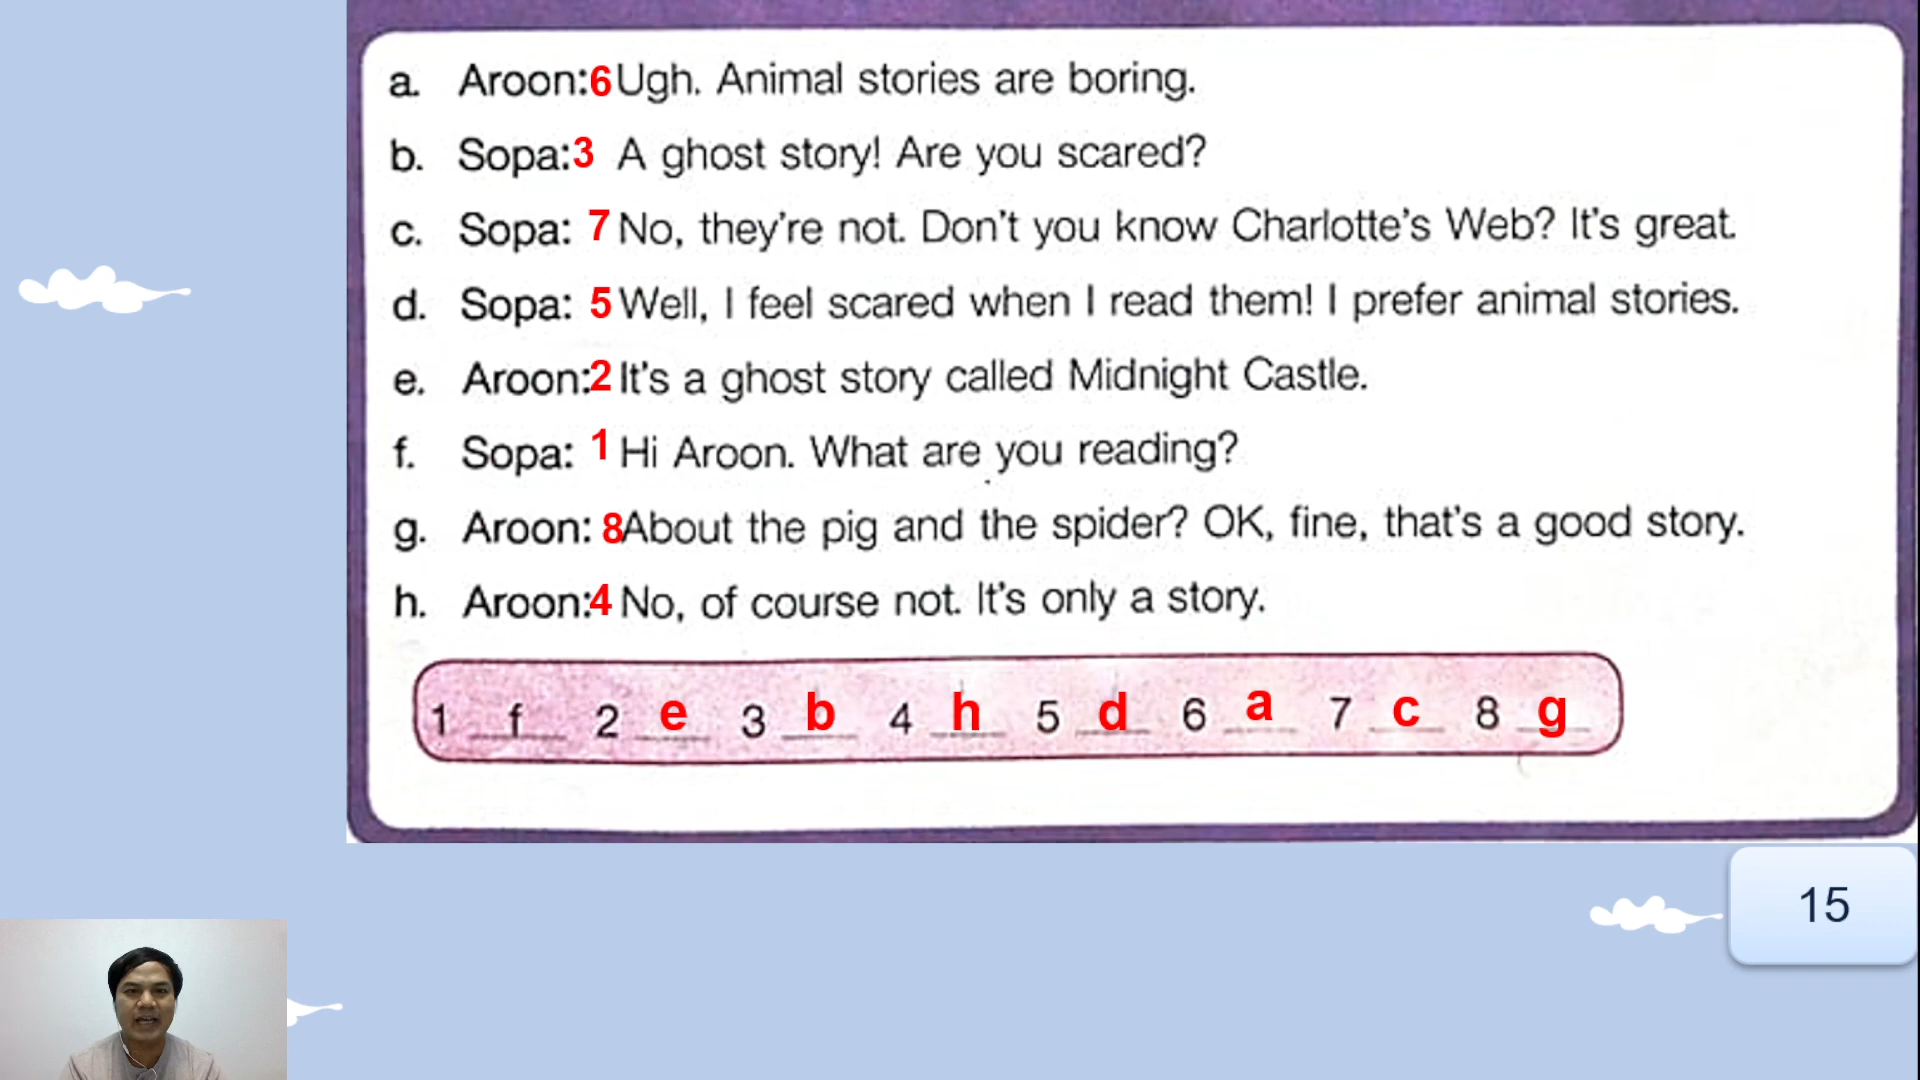 a. Aroon:6 Ugh. Animal stories are boring.
b. Sopa:3 A ghost story! Are you scared?
c. Sopa: 7 No, they're not. Don't you know Charlotte's Web? It's great.
d. Sopa: 5 Well, I feel scared when I read them! I prefer animal stories.
e. Aroon:2 It's a ghost story called Midnight Castle.
f. Sopa: 1 Hi Aroon. What are you reading?
g. Aroon: 8 About the pig and the spider? OK, fine, that's a good story.
h. Aroon:4 No, of course not. It's only a story.
1 f 2 e 3 b 4 h 5 d 6 a 7 c 8 g
15